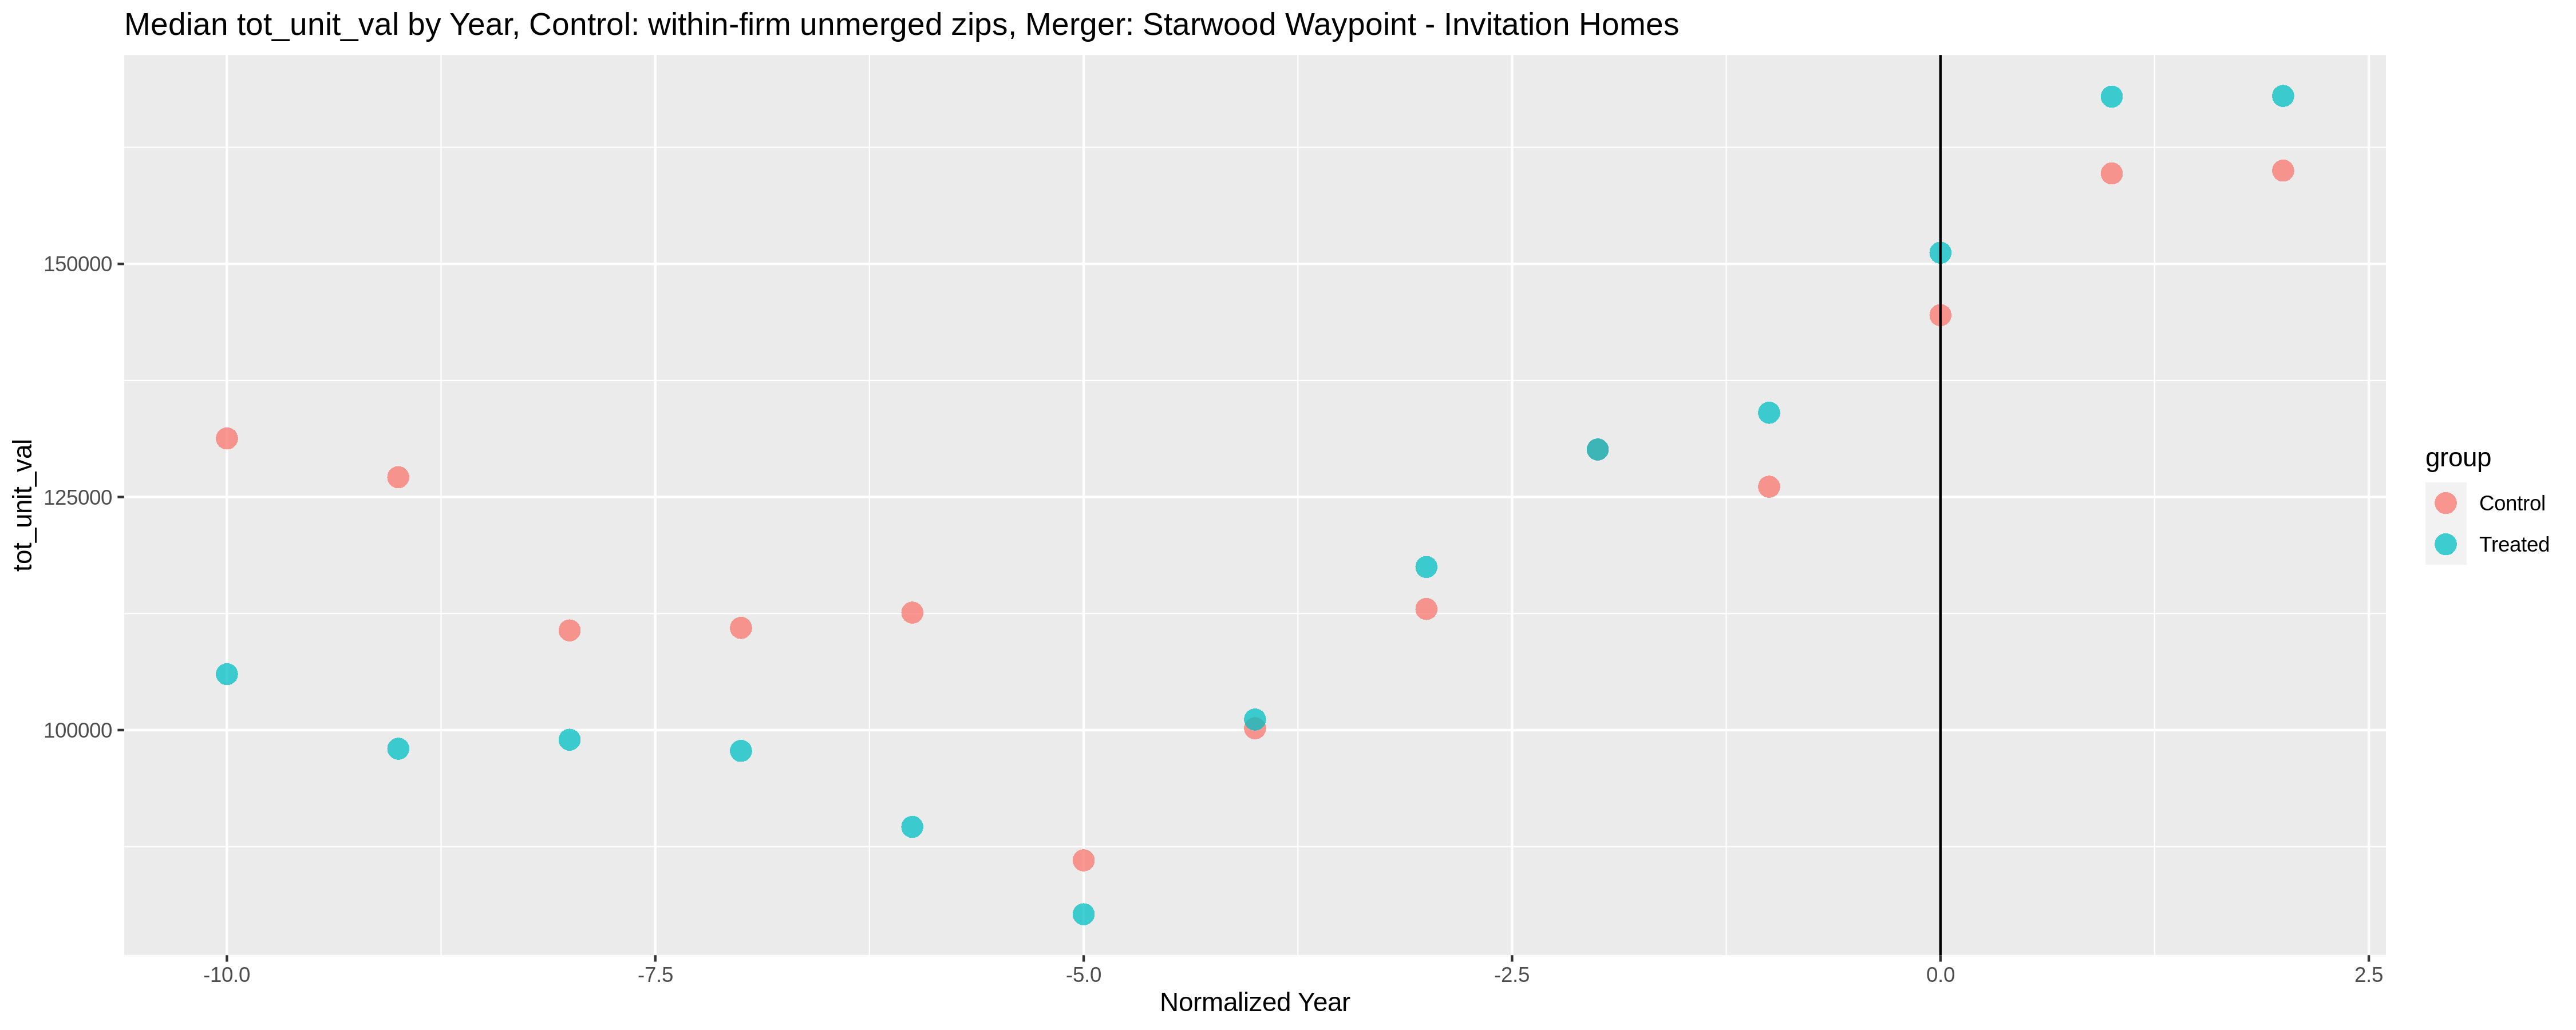 Median tot_unit_val by Year, Control: within-firm unmerged zips, Merger: Starwood Waypoint - Invitation Homes
tot_unit_val
150000
125000
100000
-10.0
-7.5
-5.0
-2.5
0.0
2.5
Normalized Year
group
Control
Treated